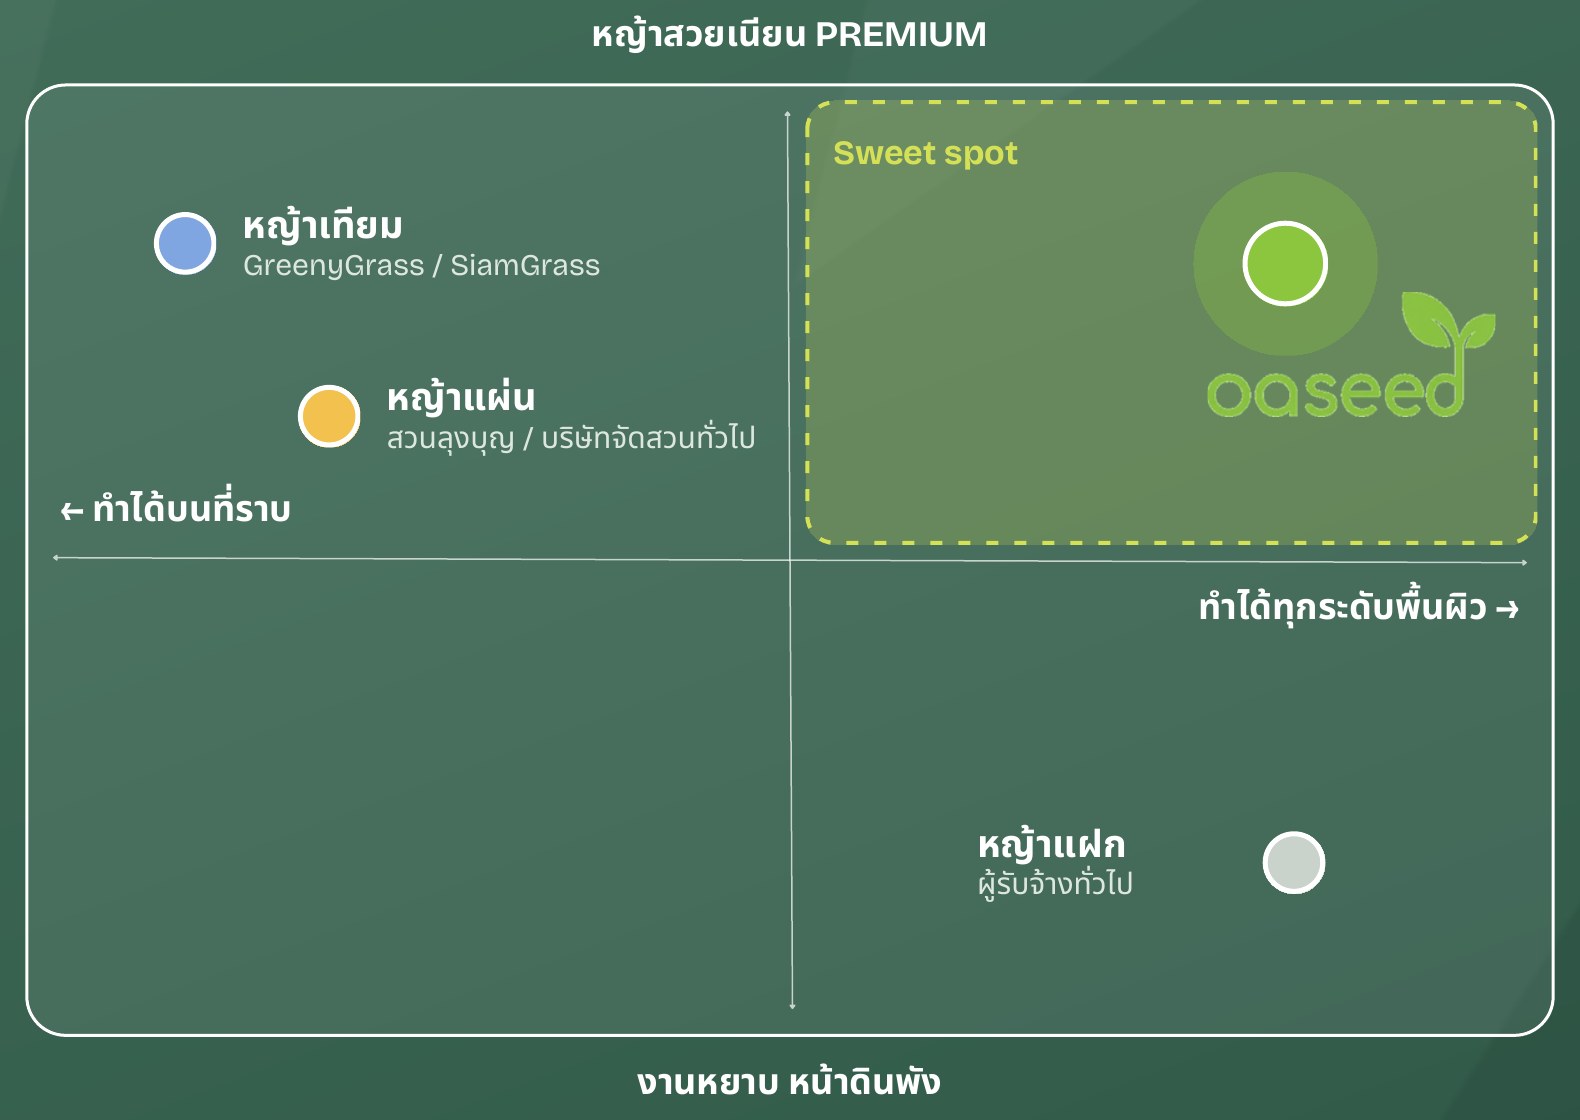 หญ้าสวยเนียน PREMIUM
Sweet spot
หญ้าเทียม
GreenyGrass / SiamGrass
oaseed
หญ้าแผ่น
สวนลุงบุญ / บริษัทจัดสวนทั่วไป
← ทำได้บนที่ราบ
ทำได้ทุกระดับพื้นผิว →
หญ้าแฝก
ผู้รับจ้างทั่วไป
งานหยาบ หน้าดินพัง